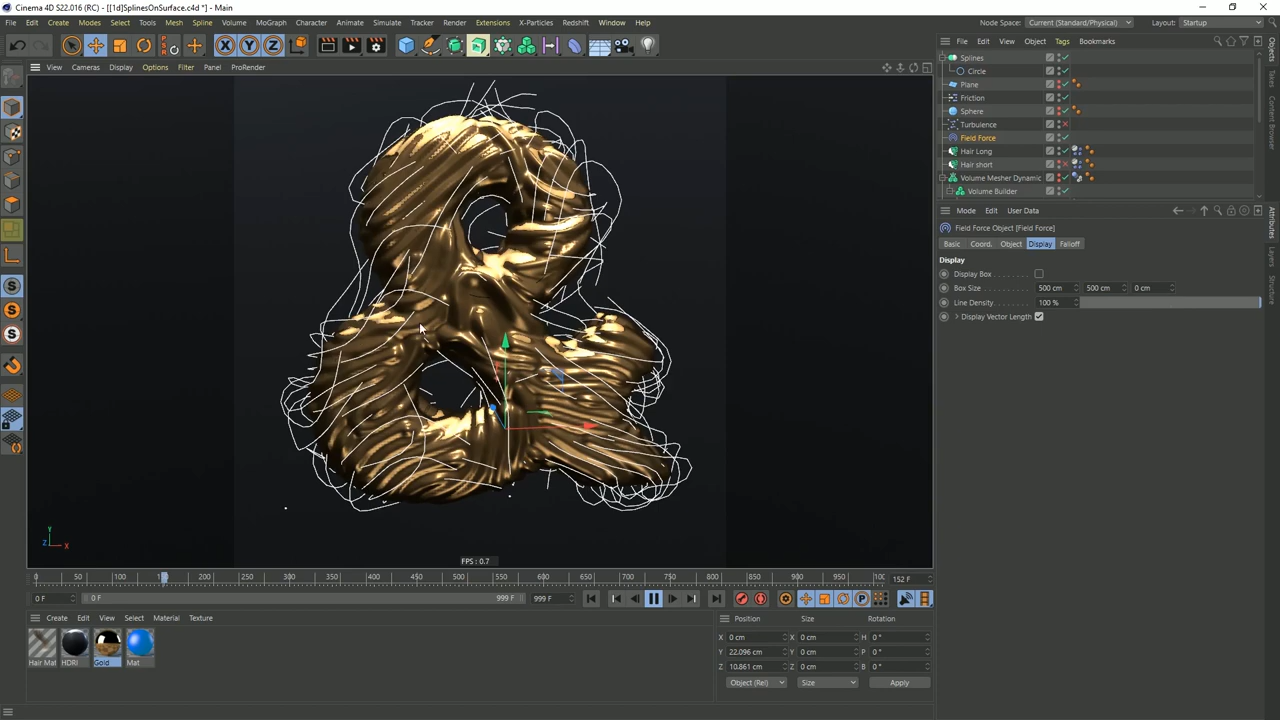 Cinema 4D S22.016 (RC) - [[1d]SplinesOnSurface.c4d *] - Main
File Edit Create Modes Select Tools Mesh Spline Volume MoGraph Character Animate Simulate Tracker Render Extensions X-Particles Redshift Window Help
Node Space: Current (Standard/Physical) Layout: Startup
X Y Z
View Cameras Display Options Filter Panel ProRender
File Edit View Object Tags Bookmarks
Splines
Circle
Plane
Friction
Sphere
Turbulence
Field Force
Hair Long
Hair short
Volume Mesher Dynamic
Volume Builder
Objects
Takes
Content Browser
Mode Edit User Data
Field Force Object [Field Force]
Basic Coord. Object Display Falloff
Display
Display Box
Box Size 500 cm 500 cm 0 cm
Line Density 100 %
Display Vector Length
Attributes
Layers
Structure
S
S
S
Y
Z X
FPS : 0.7
0 50 100 200 250 300 350 400 450 500 550 600 650 700 750 800 850 900 950 152 F
0 F 0 F 999 F 999 F
P
Create Edit View Select Material Texture
Hair Mat HDRI Gold Mat
Position Size Rotation
X 0 cm X 0 cm H 0 °
Y 22.096 cm Y 0 cm P 0 °
Z 10.861 cm Z 0 cm B 0 °
Object (Rel) Size Apply